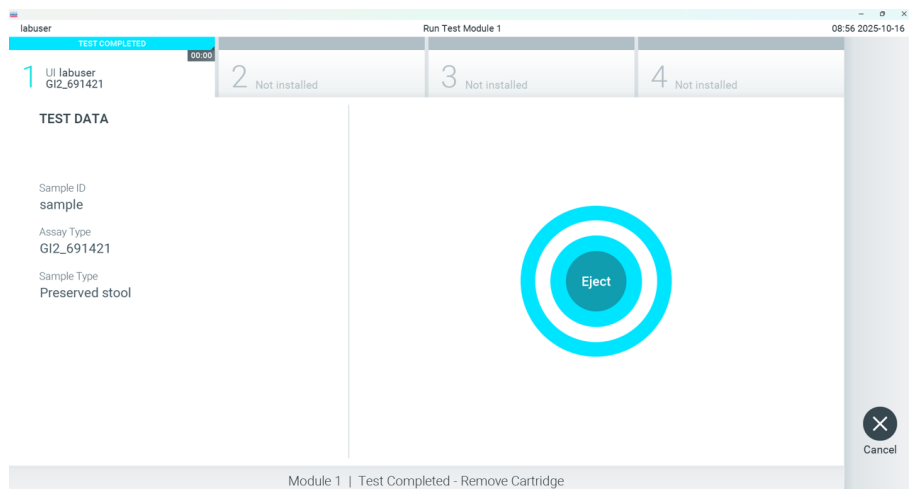 labuser
Run Test Module 1
08:56 2025-10-16
TEST COMPLETED
00:00
1
UI labuser
GI2_691421
2 Not installed
3 Not installed
4 Not installed
TEST DATA
Sample ID
sample
Assay Type
GI2_691421
Sample Type
Preserved stool
Eject
Cancel
Module 1 | Test Completed - Remove Cartridge